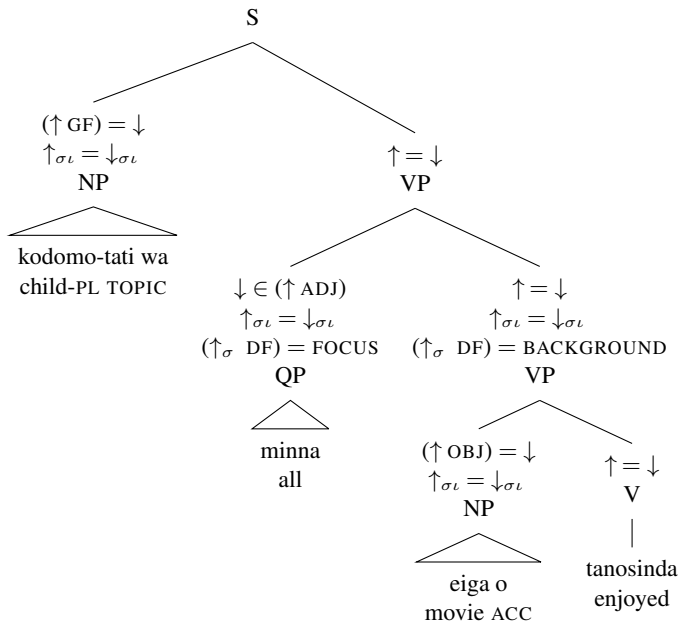 S
(↑ GF) = ↓
↑σι = ↓σι
NP
kodomo-tati wa
child-PL TOPIC
↑ = ↓
VP
↓ ∈ (↑ ADJ)
↑σι = ↓σι
(↑σ DF) = FOCUS
QP
minna
all
↑ = ↓
↑σι = ↓σι
(↑σ DF) = BACKGROUND
VP
(↑ OBJ) = ↓
↑σι = ↓σι
NP
eiga o
movie ACC
↑ = ↓
V
tanosinda
enjoyed